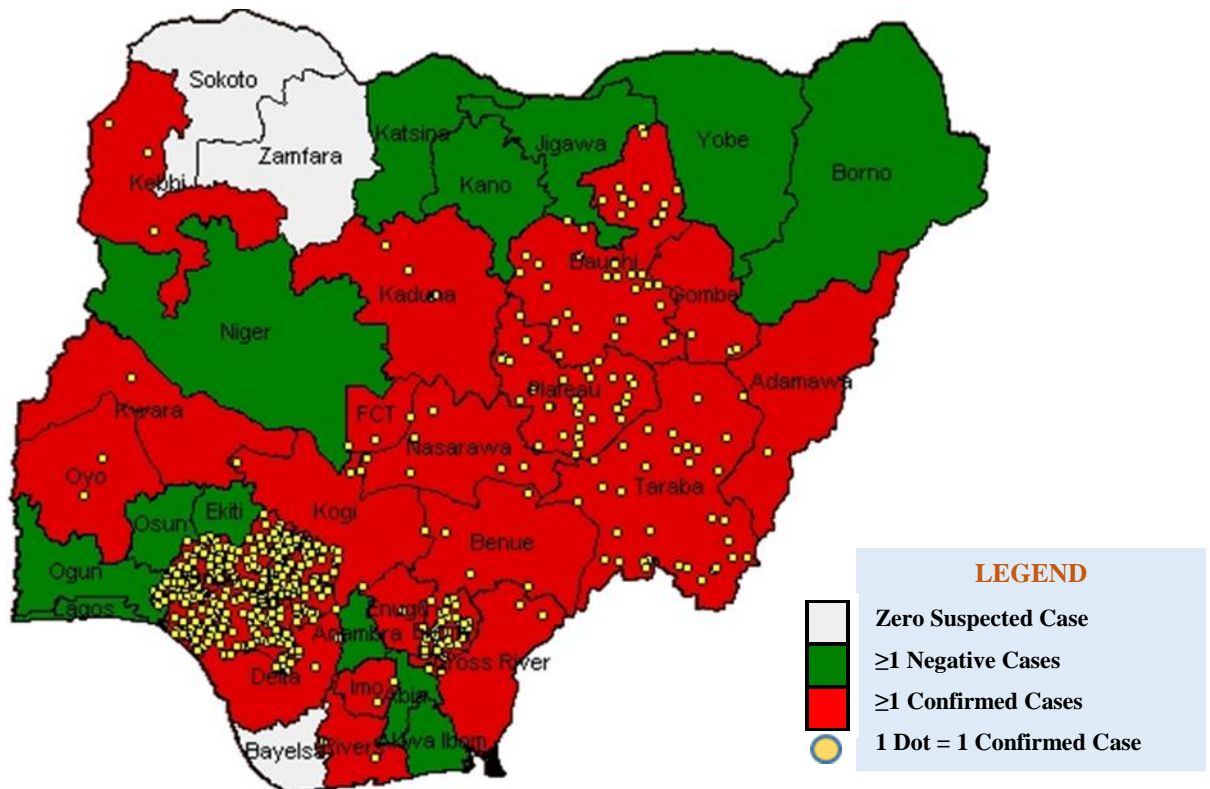 Sokoto
Katsina
Jigawa
Yobe
Zamfara
Kebbi
Kano
Borno
Bauchi
Kaduna
Gombe
Niger
Adamawa
Plateau
Kwara
FCT
Nasarawa
Oyo
Taraba
Kogi
Ekiti
Osun
Benue
Ogun
Lagos
Enugu
Anambra
Cross River
Delta
Imo
Abia
Bayelsa
Rivers
Akwa Ibom
LEGEND
Zero Suspected Case
≥1 Negative Cases
≥1 Confirmed Cases
1 Dot = 1 Confirmed Case